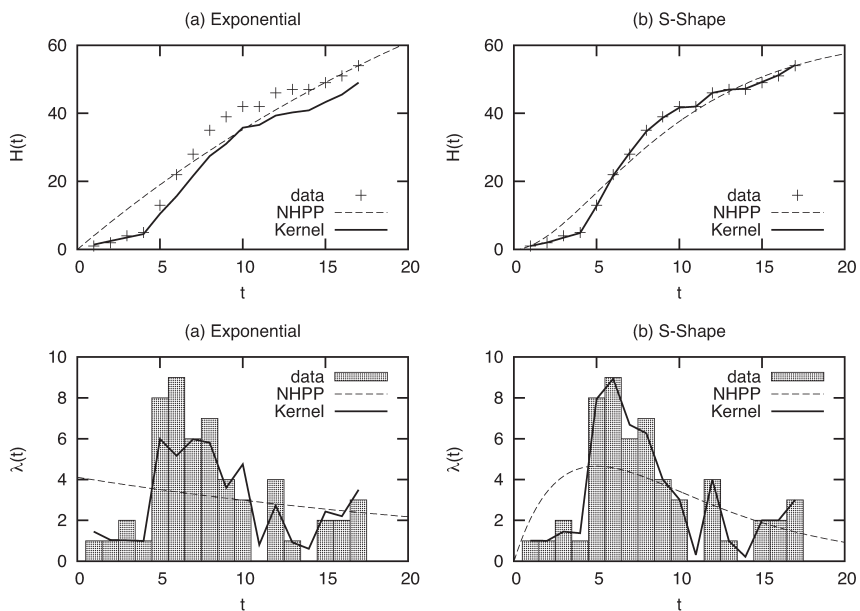 (a) Exponential
60
40
20
0
H(t)
data
NHPP
Kernel
0 5 10 15 20
t
(b) S-Shape
60
40
20
0
H(t)
data
NHPP
Kernel
0 5 10 15 20
t
(a) Exponential
10
8
6
4
2
0
λ(t)
data
NHPP
Kernel
0 5 10 15 20
t
(b) S-Shape
10
8
6
4
2
0
λ(t)
data
NHPP
Kernel
0 5 10 15 20
t